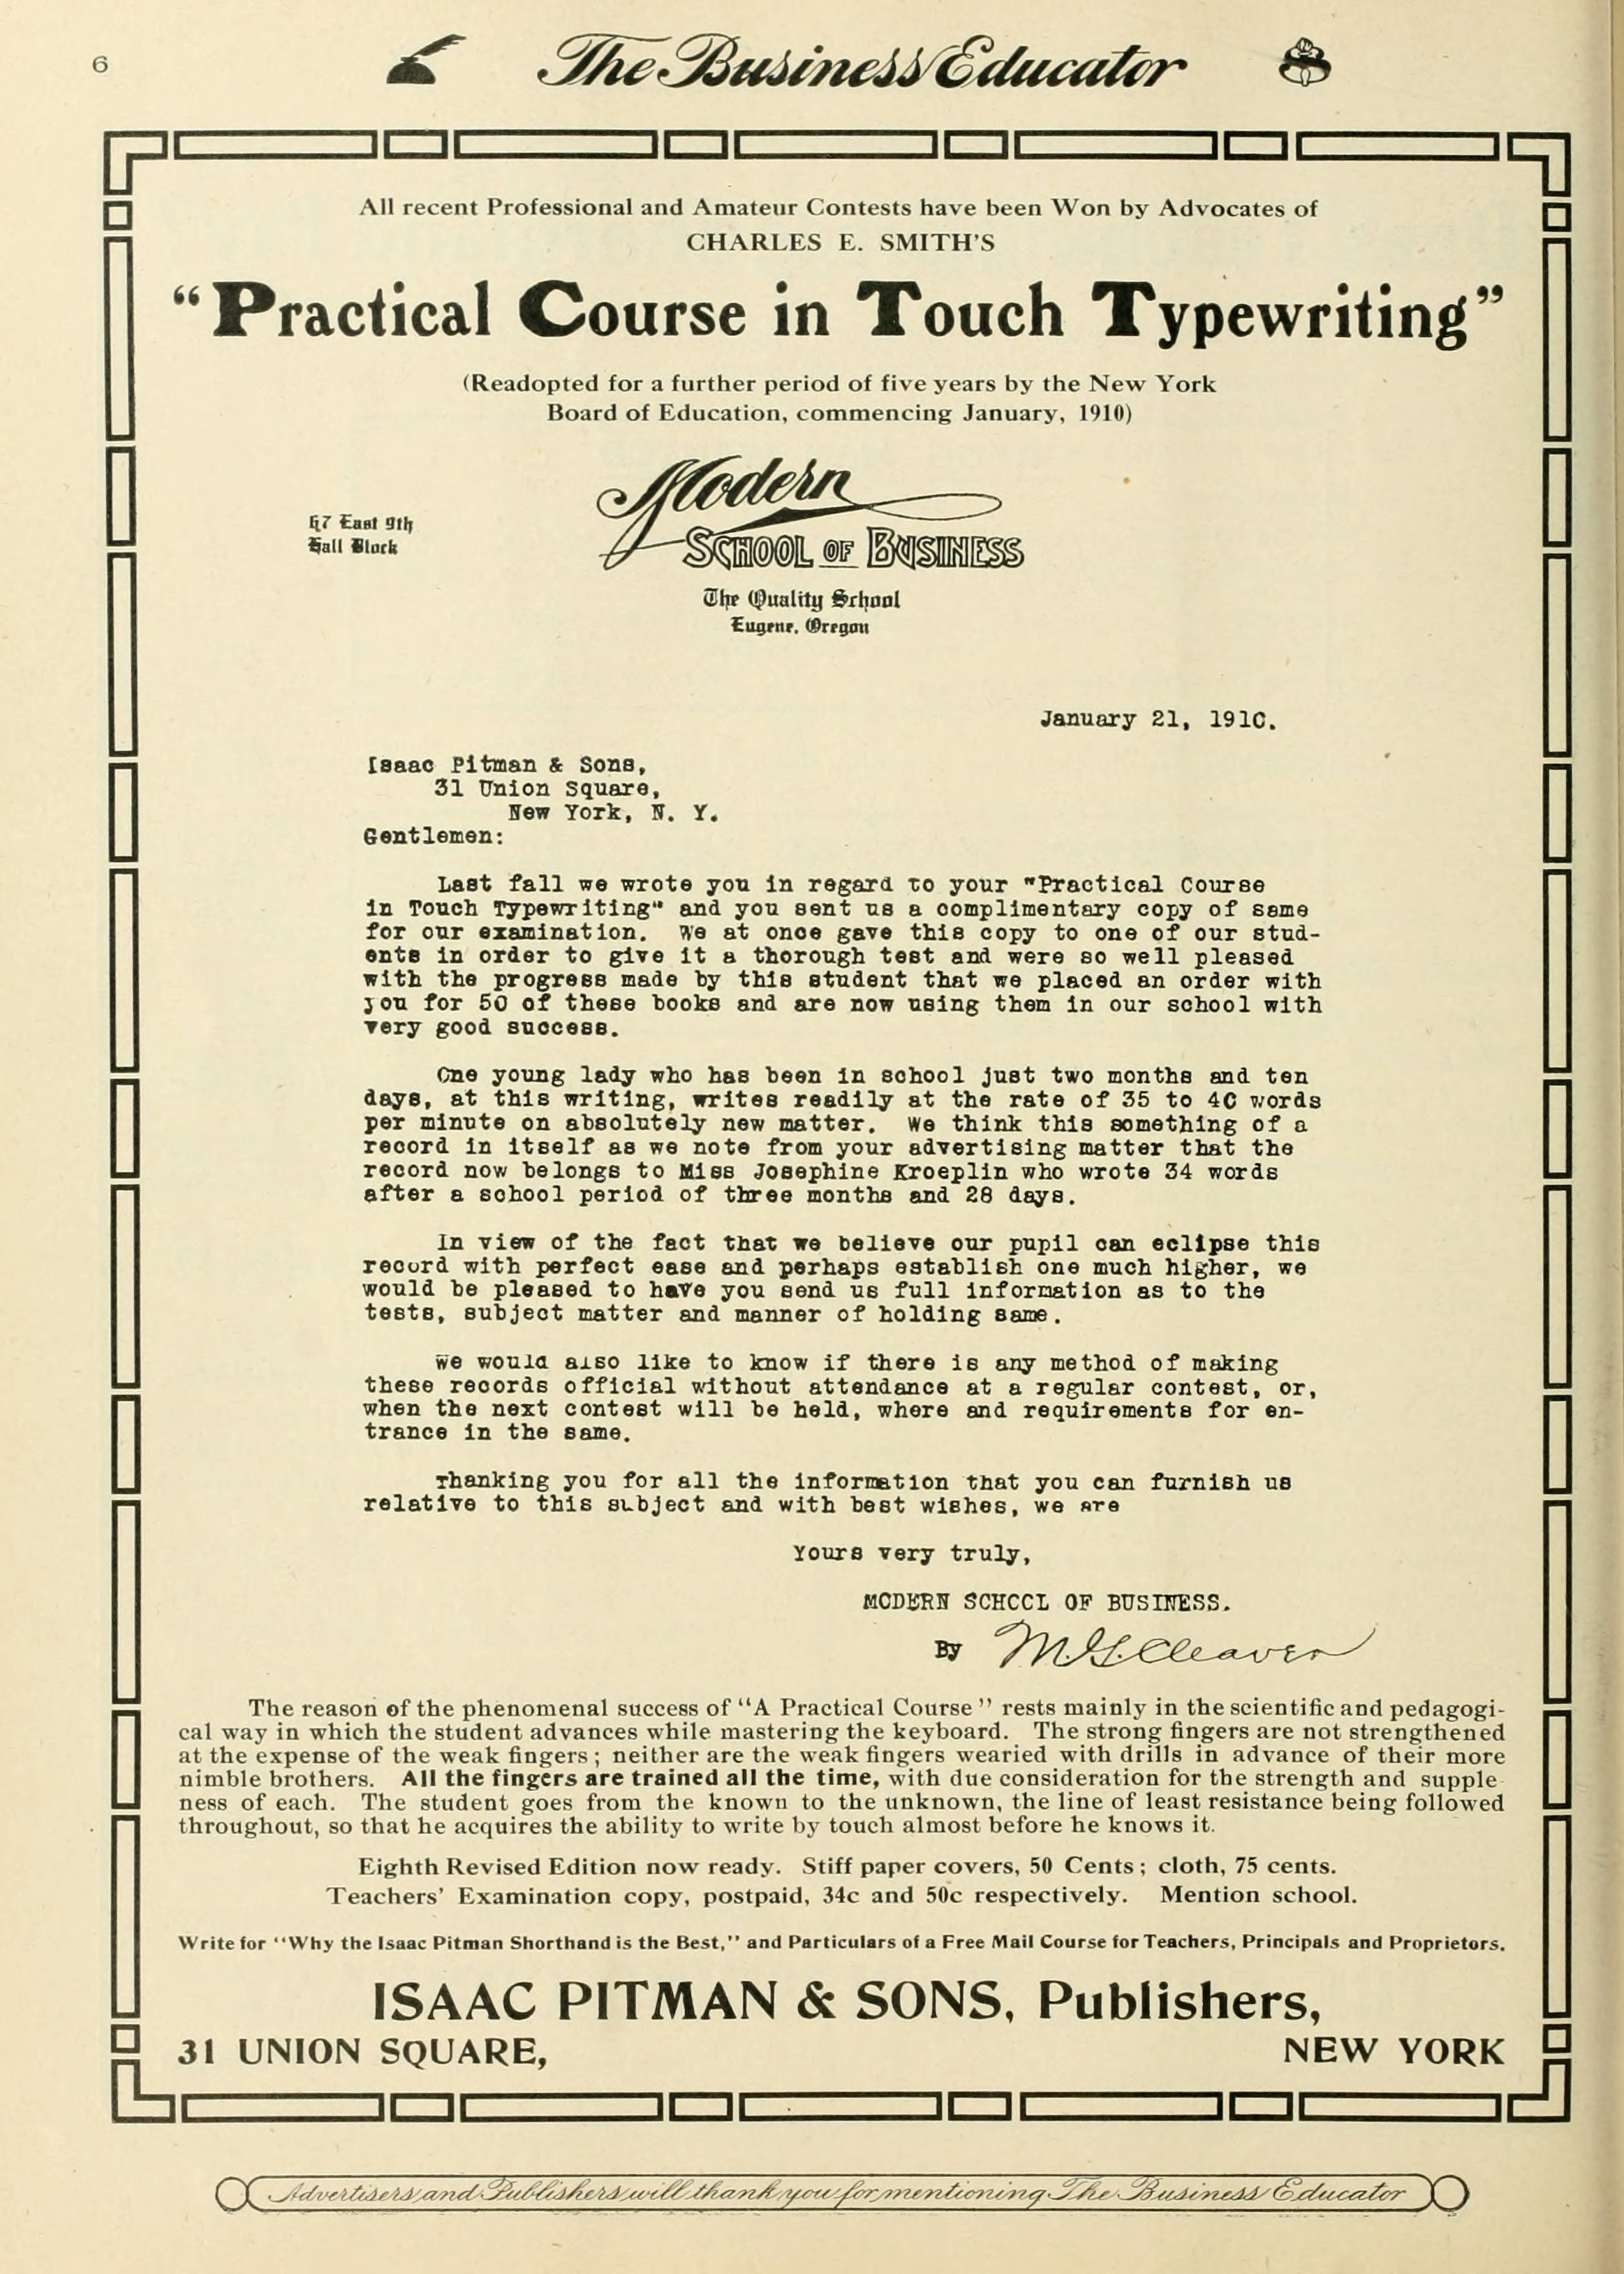 6
The Business Educator
All recent Professional and Amateur Contests have been Won by Advocates of
CHARLES E. SMITH'S
“Practical Course in Touch Typewriting”
(Readopted for a further period of five years by the New York
Board of Education, commencing January, 1910)
67 East 9th
Hall Block
Modern
SCHOOL OF BUSINESS
The Quality School
Eugene, Oregon
January 21, 1910.
Isaac Pitman & Sons,
31 Union Square,
New York, N. Y.
Gentlemen:
Last fall we wrote you in regard to your "Practical Course
in Touch Typewriting" and you sent us a complimentary copy of same
for our examination. We at once gave this copy to one of our stud-
ents in order to give it a thorough test and were so well pleased
with the progress made by this student that we placed an order with
you for 50 of these books and are now using them in our school with
very good success.
One young lady who has been in school just two months and ten
days, at this writing, writes readily at the rate of 35 to 40 words
per minute on absolutely new matter. We think this something of a
record in itself as we note from your advertising matter that the
record now belongs to Miss Josephine Kroeplin who wrote 34 words
after a school period of three months and 28 days.
In view of the fact that we believe our pupil can eclipse this
record with perfect ease and perhaps establish one much higher, we
would be pleased to have you send us full information as to the
tests, subject matter and manner of holding same.
We would also like to know if there is any method of making
these records official without attendance at a regular contest, or,
when the next contest will be held, where and requirements for en-
trance in the same.
Thanking you for all the information that you can furnish us
relative to this subject and with best wishes, we are
Yours very truly,
MODERN SCHOOL OF BUSINESS.
By M. G. Cleaver
The reason of the phenomenal success of “A Practical Course” rests mainly in the scientific and pedagogi-
cal way in which the student advances while mastering the keyboard. The strong fingers are not strengthened
at the expense of the weak fingers; neither are the weak fingers wearied with drills in advance of their more
nimble brothers. All the fingers are trained all the time, with due consideration for the strength and supple-
ness of each. The student goes from the known to the unknown, the line of least resistance being followed
throughout, so that he acquires the ability to write by touch almost before he knows it.
Eighth Revised Edition now ready. Stiff paper covers, 50 Cents; cloth, 75 cents.
Teachers' Examination copy, postpaid, 34c and 50c respectively. Mention school.
Write for “Why the Isaac Pitman Shorthand is the Best,” and Particulars of a Free Mail Course for Teachers, Principals and Proprietors.
ISAAC PITMAN & SONS, Publishers,
31 UNION SQUARE, NEW YORK
Advertisers and Publishers will thank you for mentioning The Business Educator